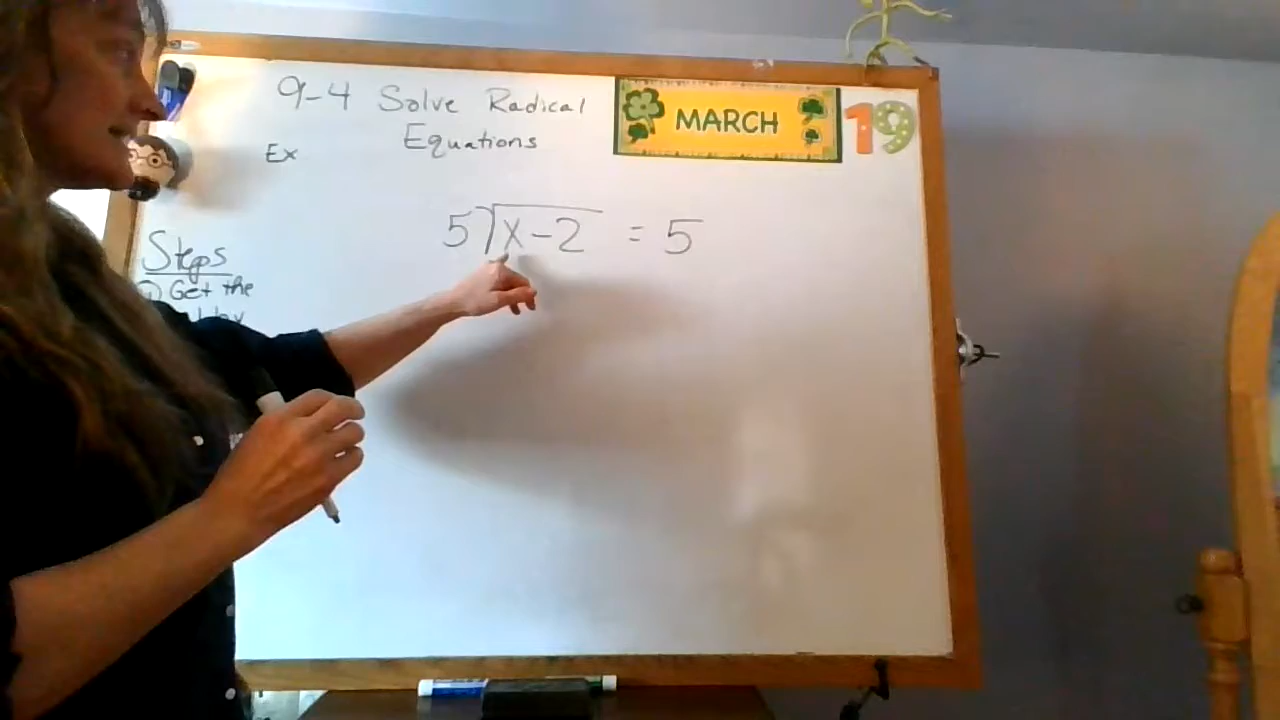 9-4 Solve Radical
Equations
MARCH 19
Ex
5√x-2 = 5
Steps
① Get the